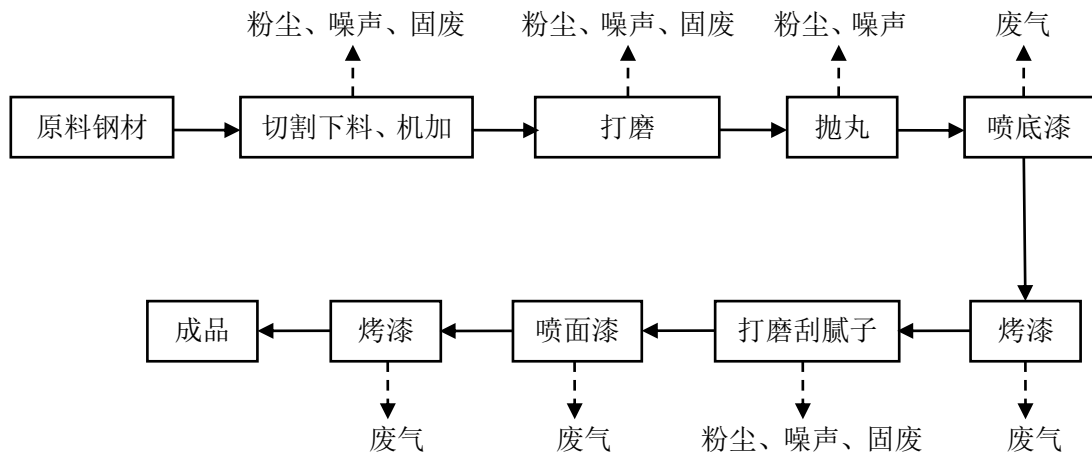 粉尘、噪声、固废 粉尘、噪声、固废 粉尘、噪声 废气
原料钢材 切割下料、机加 打磨 抛丸 喷底漆
成品 烤漆 喷面漆 打磨刮腻子 烤漆
废气 废气 粉尘、噪声、固废 废气